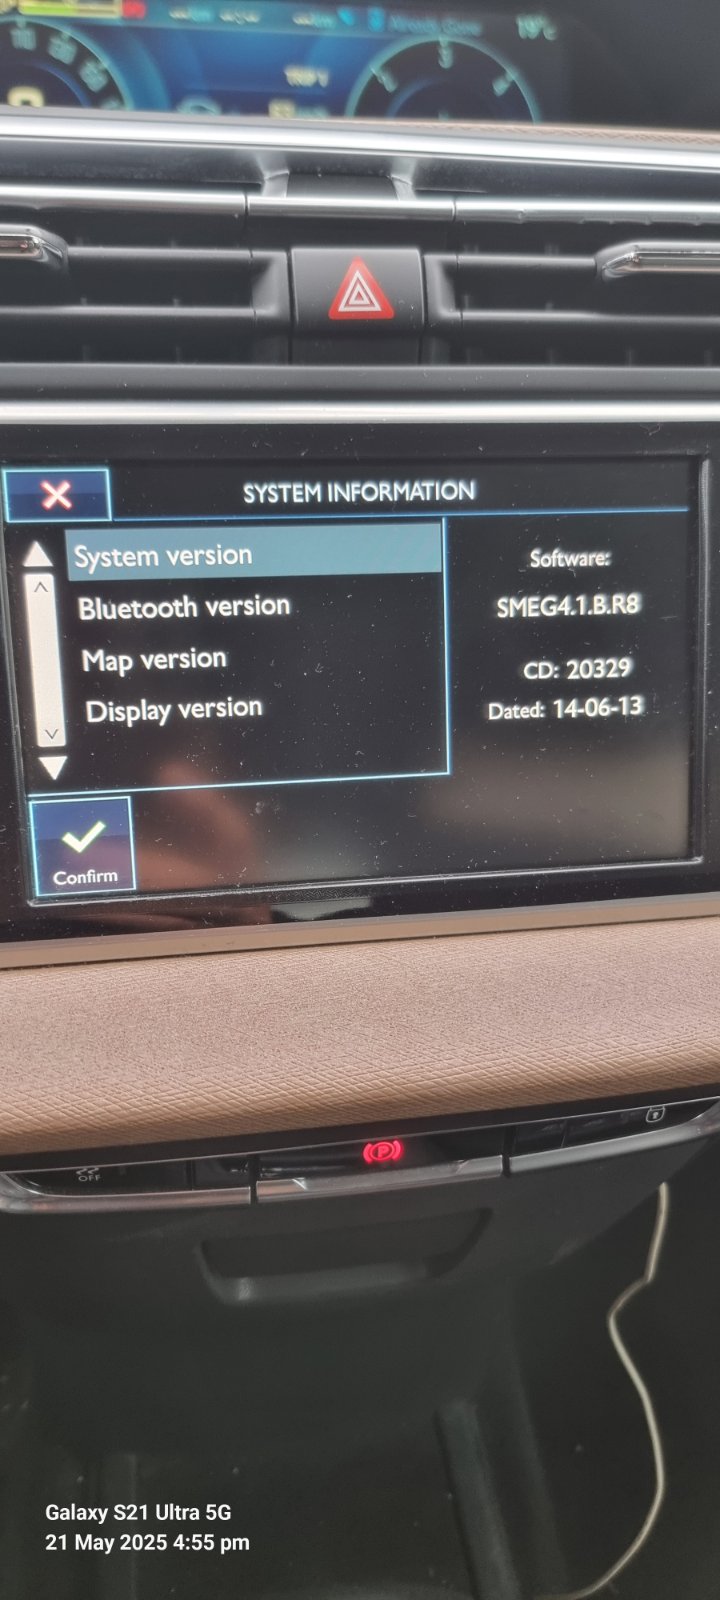 19°C
SYSTEM INFORMATION
System version
Bluetooth version
Map version
Display version
Software:
SMEG4.1.B.R8
CD: 20329
Dated: 14-06-13
Confirm
OFF
P
Galaxy S21 Ultra 5G
21 May 2025 4:55 pm